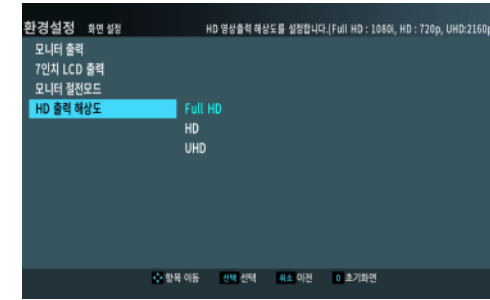 환경설정 화면 설정 HD 영상출력 해상도를 설정합니다.(Full HD : 1080i, HD : 720p, UHD:2160p
모니터 출력
7인치 LCD 출력
모니터 절전모드
HD 출력 해상도 Full HD
HD
UHD
항목 이동 선택 선택 취소 이전 0 초기화면